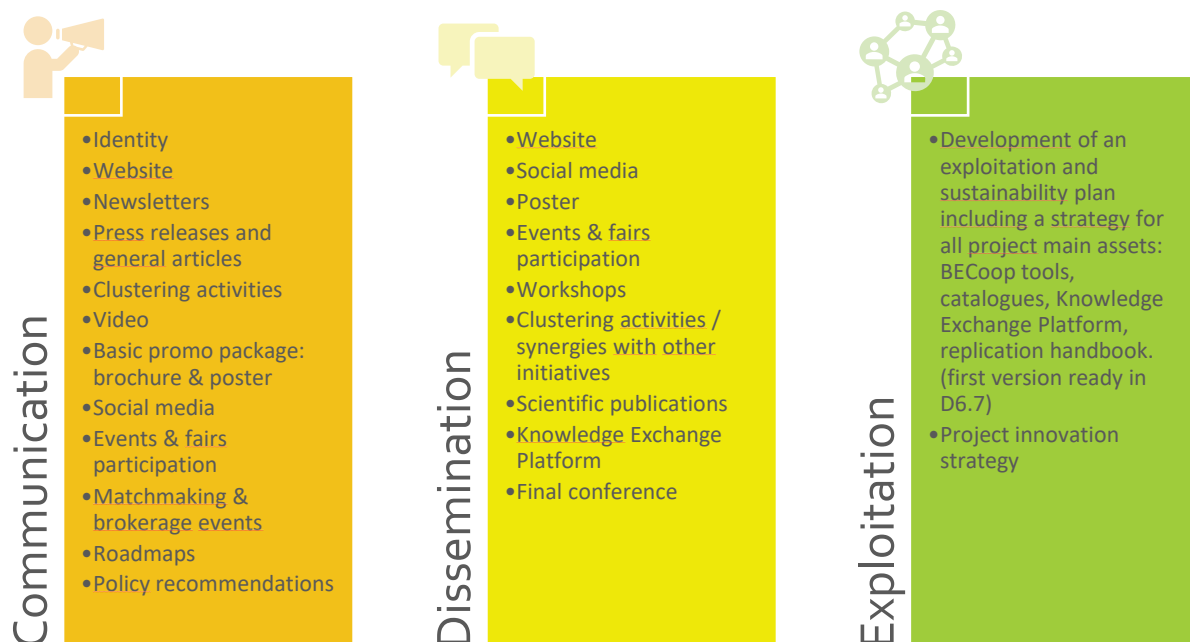 Communication
•Identity
•Website
•Newsletters
•Press releases and
general articles
•Clustering activities
•Video
•Basic promo package:
brochure & poster
•Social media
•Events & fairs
participation
•Matchmaking &
brokerage events
•Roadmaps
•Policy recommendations
Dissemination
•Website
•Social media
•Poster
•Events & fairs
participation
•Workshops
•Clustering activities /
synergies with other
initiatives
•Scientific publications
•Knowledge Exchange
Platform
•Final conference
Exploitation
•Development of an
exploitation and
sustainability plan
including a strategy for
all project main assets:
BECoop tools,
catalogues, Knowledge
Exchange Platform,
replication handbook.
(first version ready in
D6.7)
•Project innovation
strategy